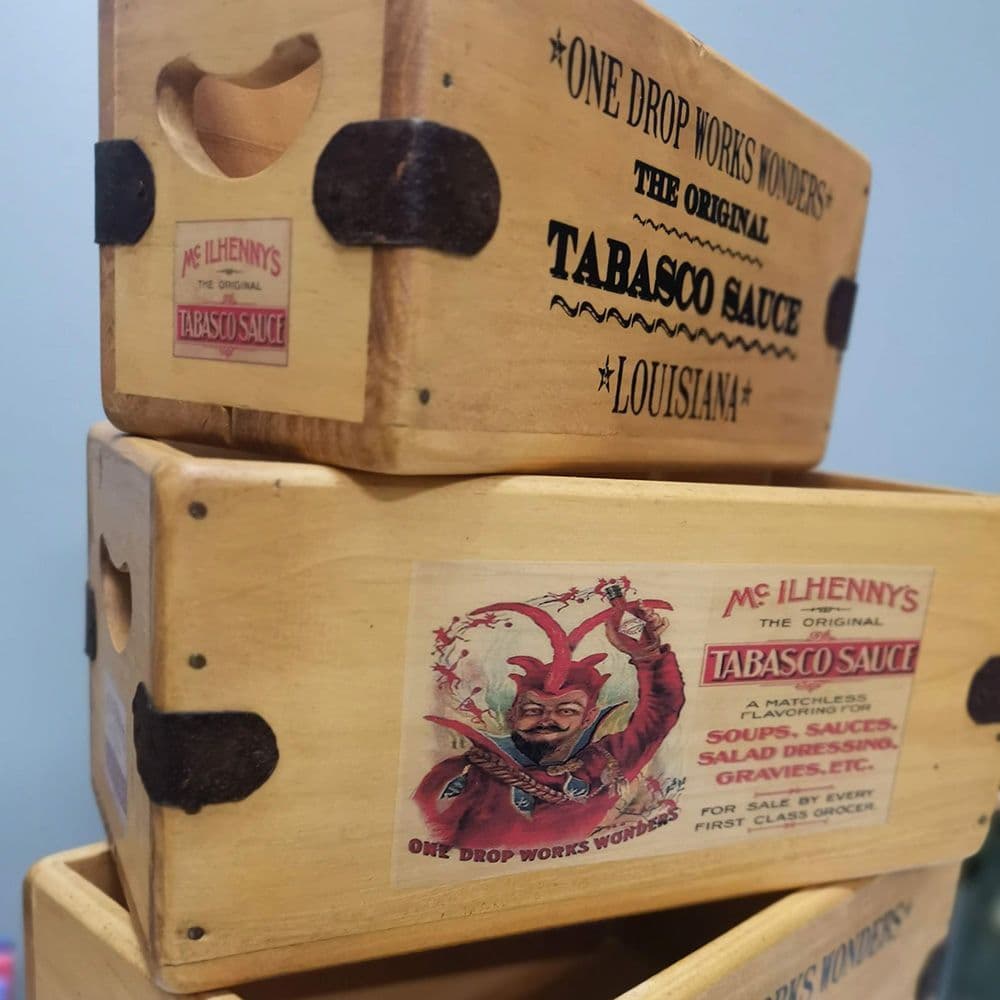 ★ONE DROP WORKS WONDERS★
THE ORIGINAL
TABASCO SAUCE
★LOUISIANA★
Mc ILHENNY'S
THE ORIGINAL
TABASCO SAUCE
Mc ILHENNY'S
THE ORIGINAL
TABASCO SAUCE
A MATCHLESS
FLAVORING FOR
SOUPS, SAUCES,
SALAD DRESSING,
GRAVIES, ETC.
FOR SALE BY EVERY
FIRST CLASS GROCER.
ONE DROP WORKS WONDERS
WONDERS★